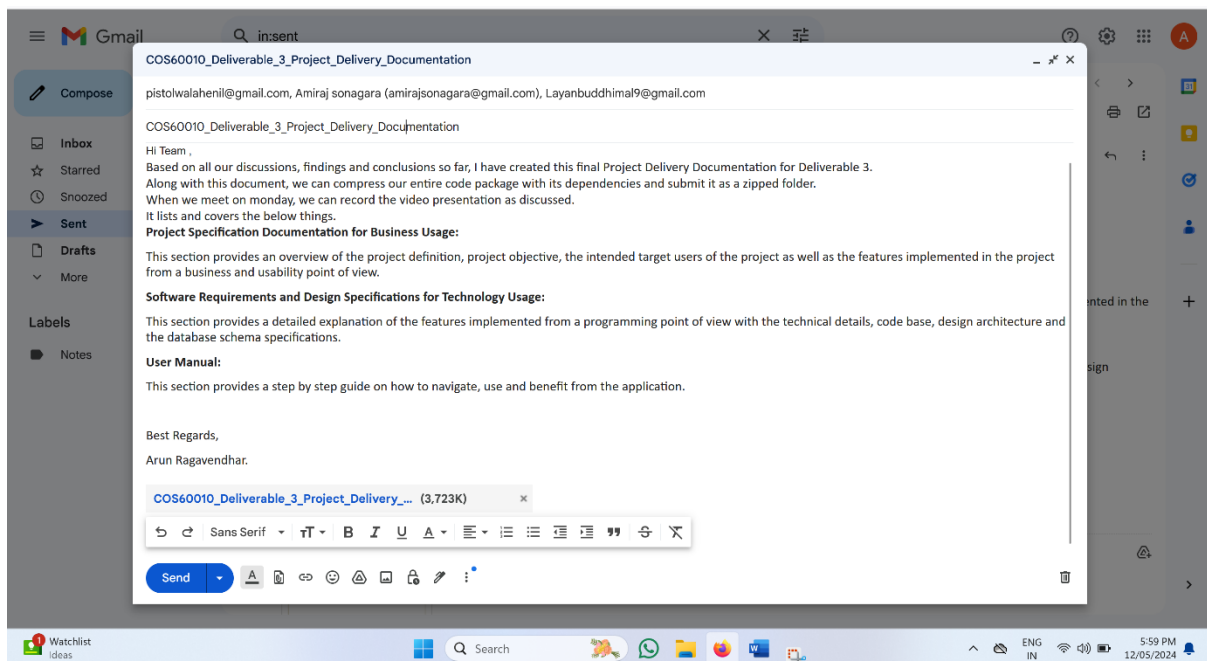 Gmail
in:sent
A
COS60010_Deliverable_3_Project_Delivery_Documentation
pistolwalahenil@gmail.com, Amiraj sonagara (amirajsonagara@gmail.com), Layanbuddhimal9@gmail.com
COS60010_Deliverable_3_Project_Delivery_Documentation
Compose
Inbox
Starred
Snoozed
Sent
Drafts
More
Labels
Notes
Hi Team ,
Based on all our discussions, findings and conclusions so far, I have created this final Project Delivery Documentation for Deliverable 3.
Along with this document, we can compress our entire code package with its dependencies and submit it as a zipped folder.
When we meet on monday, we can record the video presentation as discussed.
It lists and covers the below things.
Project Specification Documentation for Business Usage:
This section provides an overview of the project definition, project objective, the intended target users of the project as well as the features implemented in the project
from a business and usability point of view.
Software Requirements and Design Specifications for Technology Usage:
This section provides a detailed explanation of the features implemented from a programming point of view with the technical details, code base, design architecture and
the database schema specifications.
User Manual:
This section provides a step by step guide on how to navigate, use and benefit from the application.
Best Regards,
Arun Ragavendhar.
COS60010_Deliverable_3_Project_Delivery_... (3,723K)
Sans Serif
Send
31
ented in the
sign
1
Watchlist
Ideas
Search
ENG
IN
5:59 PM
12/05/2024